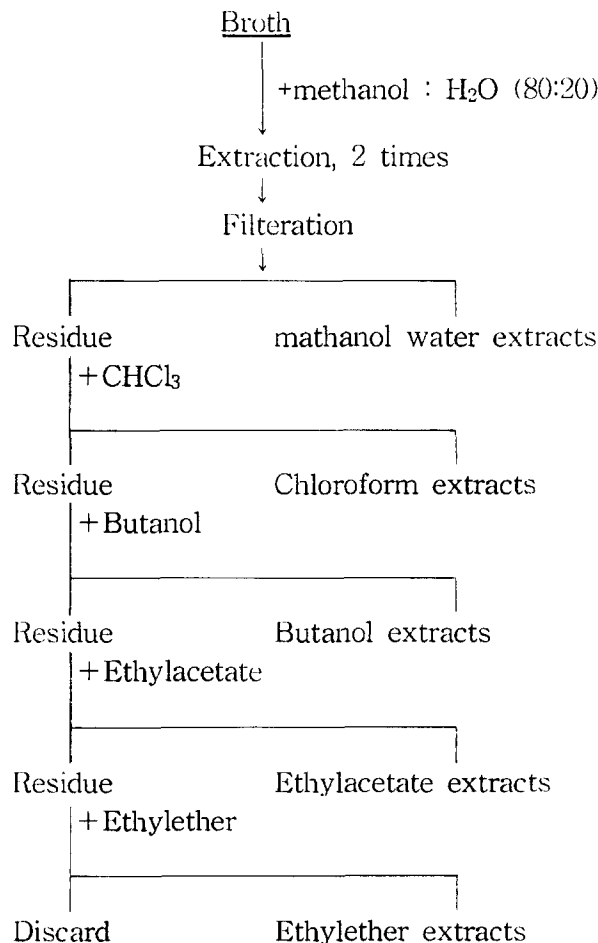 Broth
+methanol : H₂O (80:20)
Extraction, 2 times
Filteration
Residue mathanol water extracts
+CHCl₃
Residue Chloroform extracts
+Butanol
Residue Butanol extracts
+Ethylacetate
Residue Ethylacetate extracts
+Ethylether
Discard Ethylether extracts